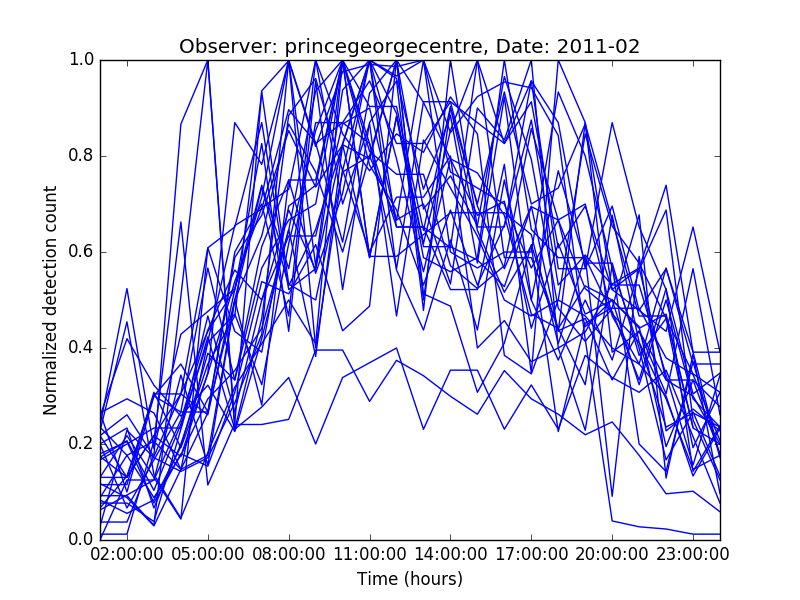 Observer: princegeorgecentre, Date: 2011-02
Normalized detection count
1.0
0.8
0.6
0.4
0.2
0.0
02:00:00 05:00:00 08:00:00 11:00:00 14:00:00 17:00:00 20:00:00 23:00:00
Time (hours)